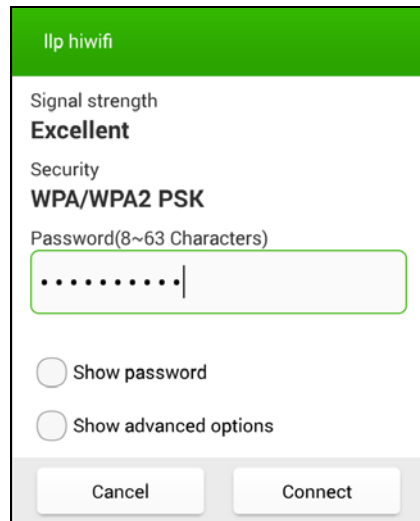 llp hiwifi
Signal strength
Excellent
Security
WPA/WPA2 PSK
Password(8~63 Characters)
••••••••••
Show password
Show advanced options
Cancel Connect